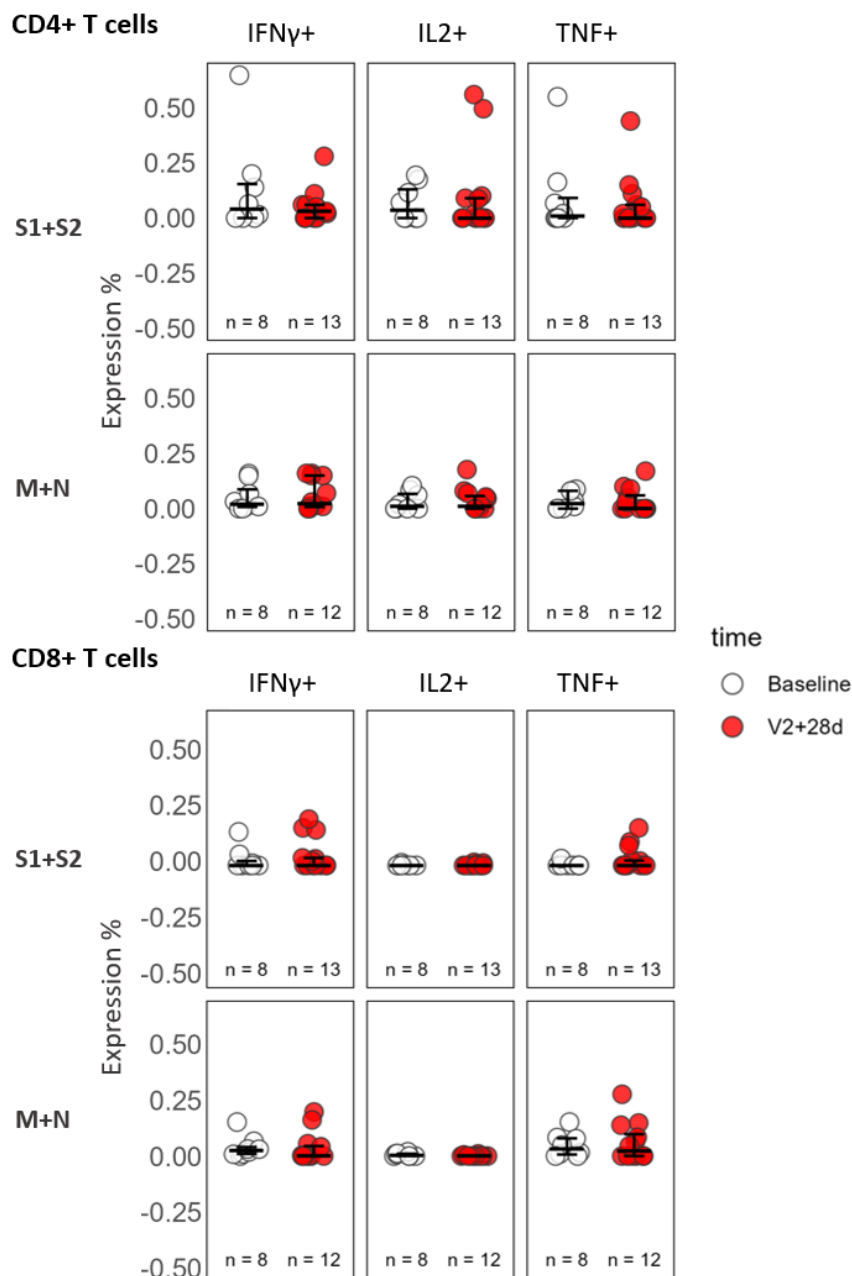 CD4+ T cells
IFNγ+ IL2+ TNF+
S1+S2
Expression %
0.50
0.25
0.00
-0.25
-0.50
n = 8 n = 13 n = 8 n = 13 n = 8 n = 13
M+N
0.50
0.25
0.00
-0.25
-0.50
n = 8 n = 12 n = 8 n = 12 n = 8 n = 12
time
Baseline
V2+28d
CD8+ T cells
IFNγ+ IL2+ TNF+
S1+S2
Expression %
0.50
0.25
0.00
-0.25
-0.50
n = 8 n = 13 n = 8 n = 13 n = 8 n = 13
M+N
0.50
0.25
0.00
-0.25
-0.50
n = 8 n = 12 n = 8 n = 12 n = 8 n = 12